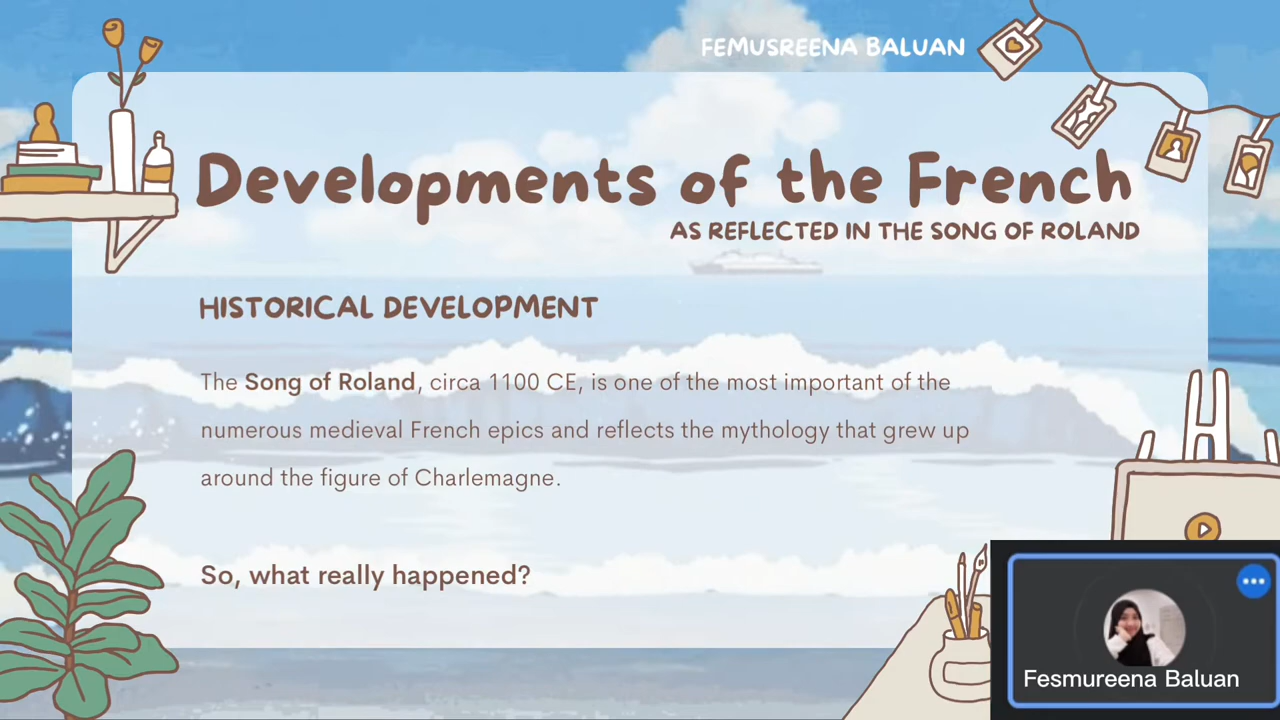 FEMUSREENA BALUAN
Developments of the French
AS REFLECTED IN THE SONG OF ROLAND
HISTORICAL DEVELOPMENT
The Song of Roland, circa 1100 CE, is one of the most important of the
numerous medieval French epics and reflects the mythology that grew up
around the figure of Charlemagne.
So, what really happened?
Fesmureena Baluan